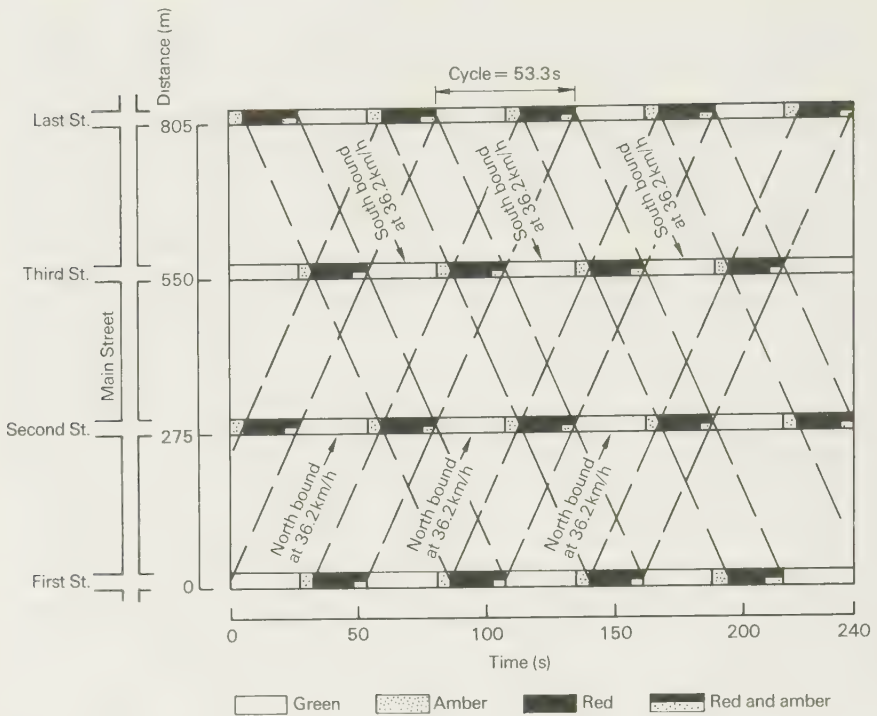 Distance (m)
Cycle = 53.3s
Last St.
805
South bound
at 36.2km/h
South bound
at 36.2km/h
South bound
at 36.2km/h
Third St.
550
Main Street
Second St.
275
North bound
at 36.2km/h
North bound
at 36.2km/h
North bound
at 36.2km/h
First St.
0
0
50
100
150
200
240
Time (s)
Green
Amber
Red
Red and amber